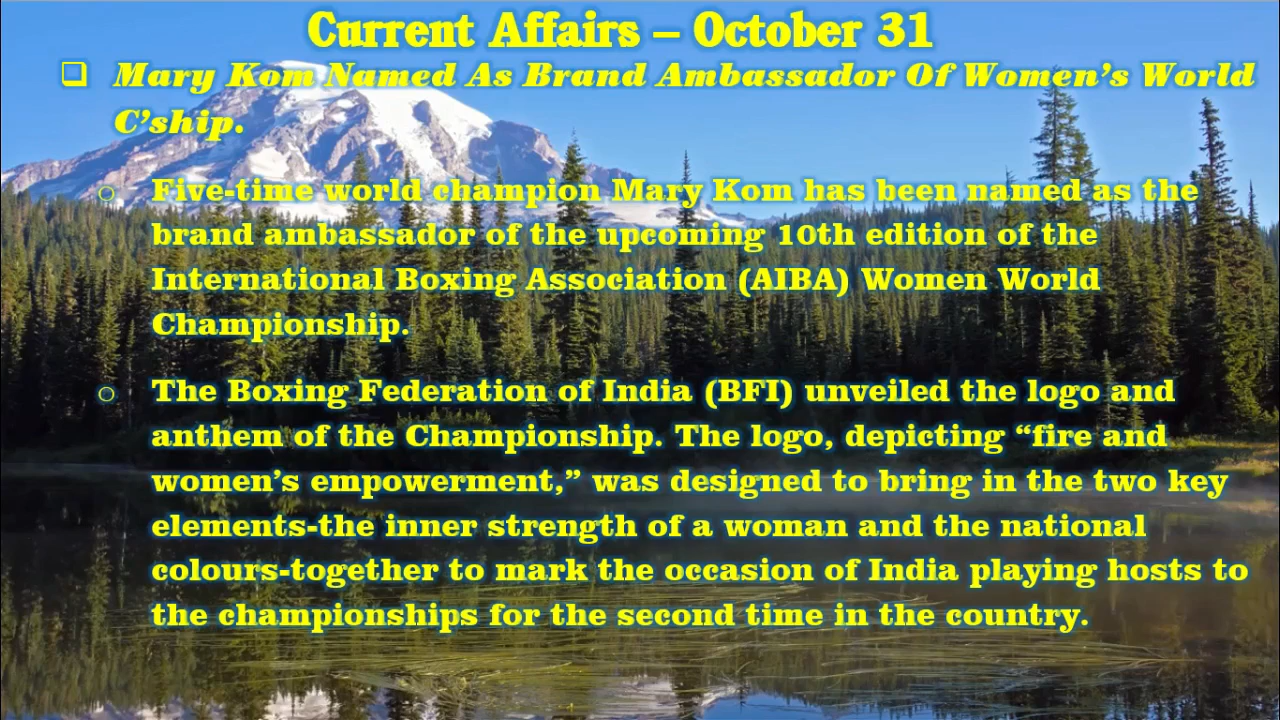 Current Affairs – October 31
❑ Mary Kom Named As Brand Ambassador Of Women’s World
C’ship.
○ Five-time world champion Mary Kom has been named as the
brand ambassador of the upcoming 10th edition of the
International Boxing Association (AIBA) Women World
Championship.
○ The Boxing Federation of India (BFI) unveiled the logo and
anthem of the Championship. The logo, depicting “fire and
women’s empowerment,” was designed to bring in the two key
elements-the inner strength of a woman and the national
colours-together to mark the occasion of India playing hosts to
the championships for the second time in the country.